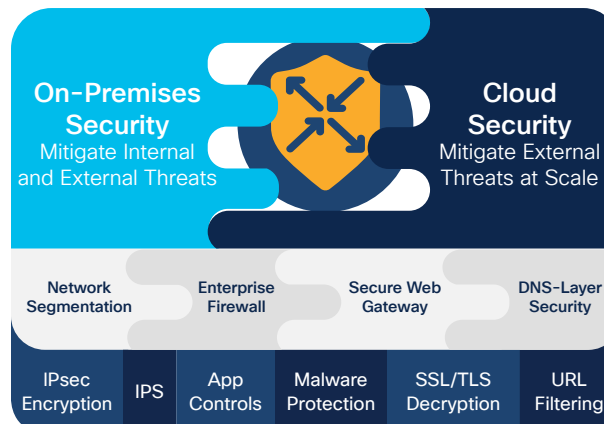 On-Premises
Security
Mitigate Internal
and External Threats
Cloud
Security
Mitigate External
Threats at Scale
Network
Segmentation
Enterprise
Firewall
Secure Web
Gateway
DNS-Layer
Security
IPsec
Encryption
IPS
App
Controls
Malware
Protection
SSL/TLS
Decryption
URL
Filtering